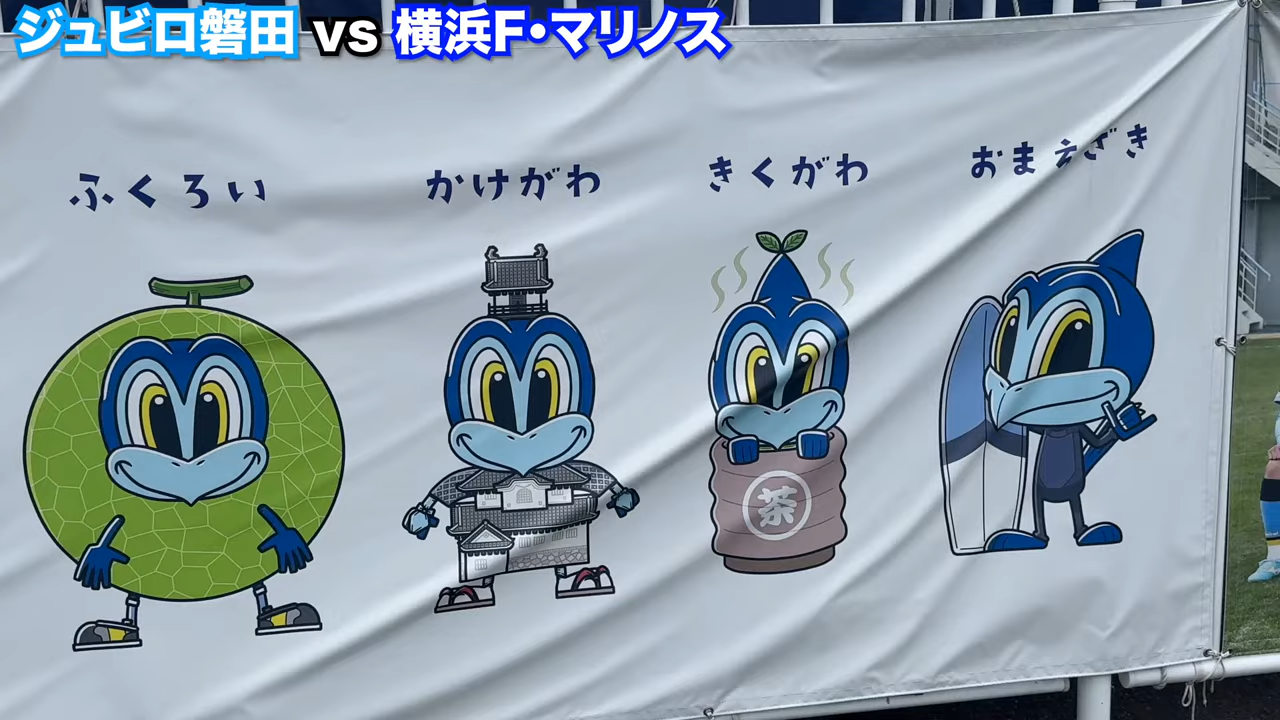 ジュビロ磐田 vs 横浜F・マリノス
ふくろい
かけがわ
きくがわ
おまえざき
茶